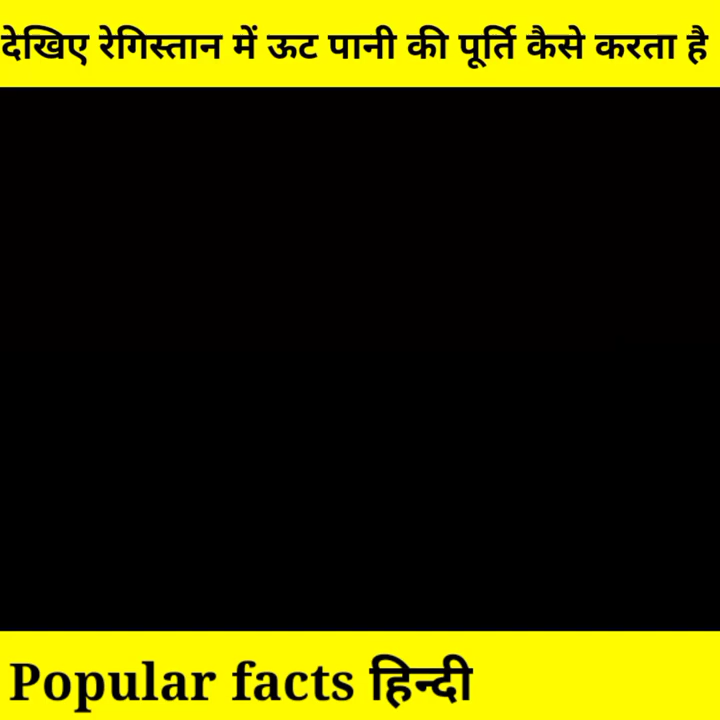 देखिए रेगिस्तान में ऊट पानी की पूर्ति कैसे करता है
Popular facts हिन्दी